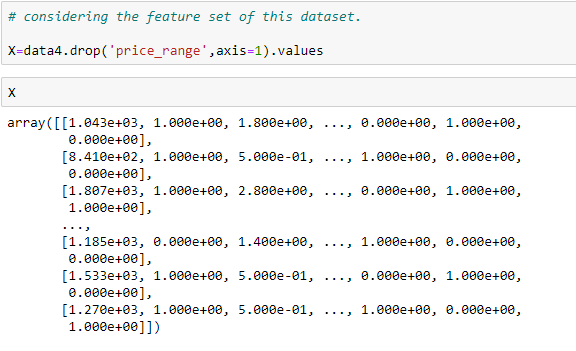 # considering the feature set of this dataset.
X=data4.drop('price_range',axis=1).values
X
array([[1.043e+03, 1.000e+00, 1.800e+00, ..., 0.000e+00, 1.000e+00,
0.000e+00],
[8.410e+02, 1.000e+00, 5.000e-01, ..., 1.000e+00, 0.000e+00,
0.000e+00],
[1.807e+03, 1.000e+00, 2.800e+00, ..., 0.000e+00, 1.000e+00,
1.000e+00],
...,
[1.185e+03, 0.000e+00, 1.400e+00, ..., 1.000e+00, 0.000e+00,
0.000e+00],
[1.533e+03, 1.000e+00, 5.000e-01, ..., 0.000e+00, 1.000e+00,
0.000e+00],
[1.270e+03, 1.000e+00, 5.000e-01, ..., 1.000e+00, 0.000e+00,
1.000e+00]])